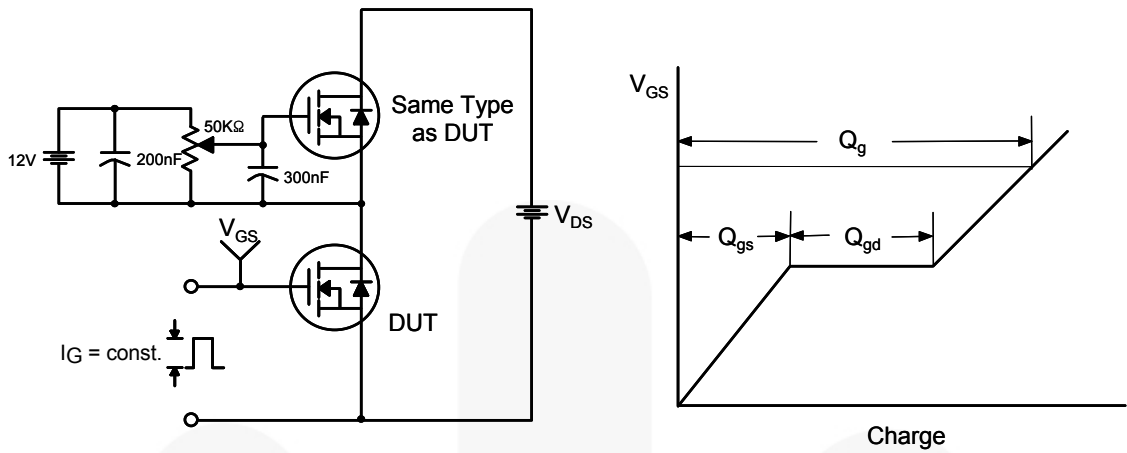 Same Type
as DUT
50KΩ
12V
200nF
300nF
V_GS
V_DS
DUT
IG = const.
V_GS
Q_g
Q_gs
Q_gd
Charge